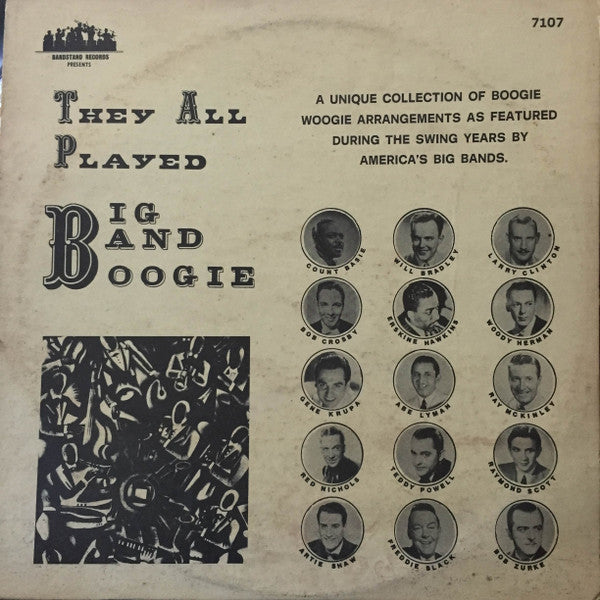 BANDSTAND RECORDS
PRESENTS
7107
THEY ALL
PLAYED
BIG
BAND
BOOGIE
A UNIQUE COLLECTION OF BOOGIE
WOOGIE ARRANGEMENTS AS FEATURED
DURING THE SWING YEARS BY
AMERICA'S BIG BANDS.
COUNT BASIE
WILL BRADLEY
LARRY CLINTON
BOB CROSBY
ERSKINE HAWKINS
WOODY HERMAN
GENE KRUPA
ABE LYMAN
RAY MCKINLEY
RED NICHOLS
TEDDY POWELL
RAYMOND SCOTT
ARTIE SHAW
FREDDIE SLACK
BOB ZURKE